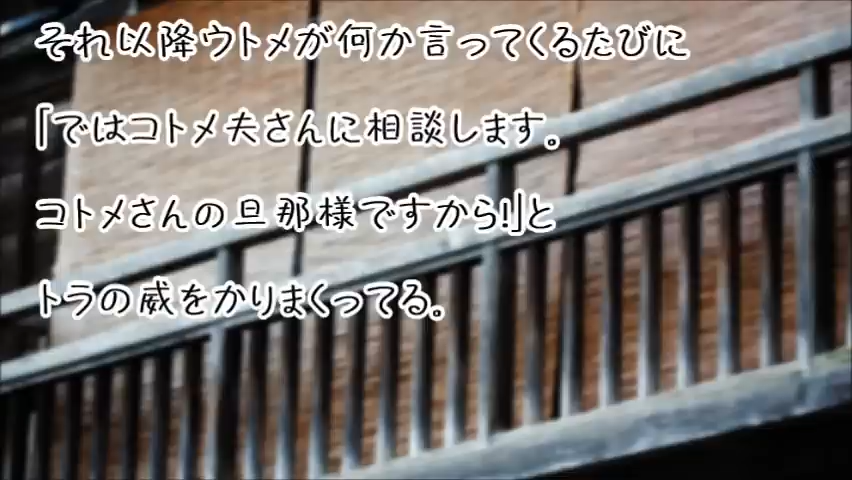 それ以降ウトメが何か言ってくるたびに
「ではコトメ夫さんに相談します。
コトメさんの旦那様ですから!」と
トラの威をかりまくってる。